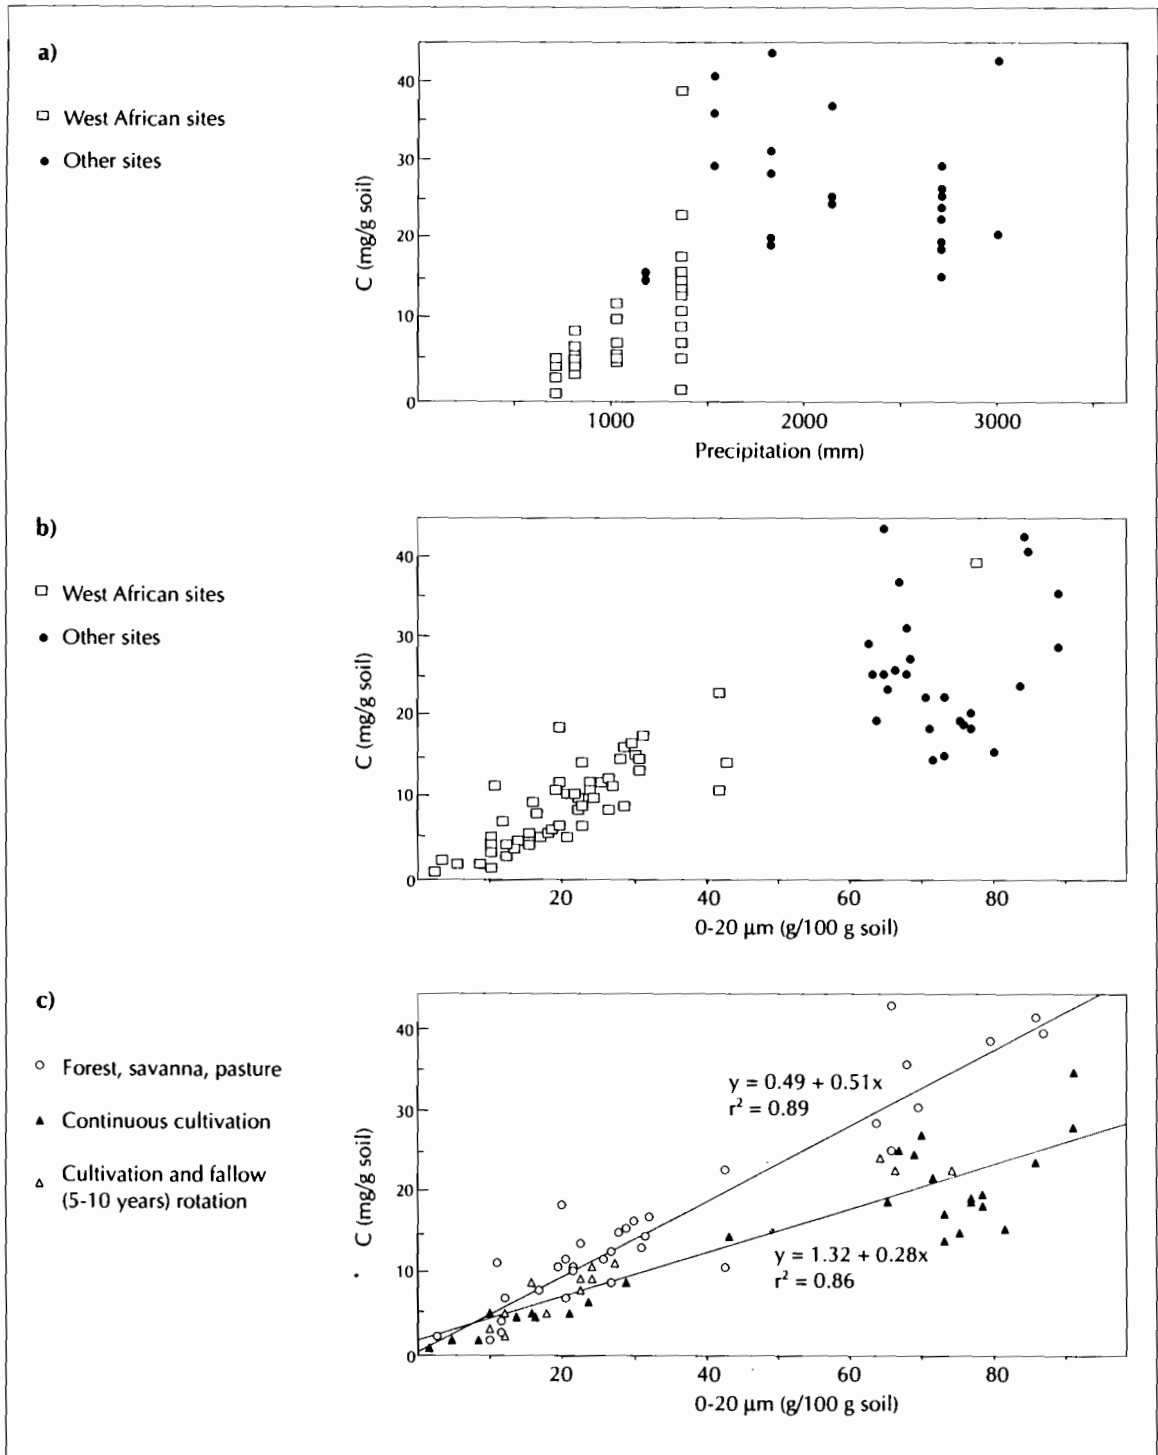 a)
West African sites
Other sites
C (mg/g soil)
40
30
20
10
0
1000 2000 3000
Precipitation (mm)
b)
West African sites
Other sites
C (mg/g soil)
40
30
20
10
0
20 40 60 80
0-20 µm (g/100 g soil)
c)
Forest, savanna, pasture
Continuous cultivation
Cultivation and fallow
(5-10 years) rotation
C (mg/g soil)
40
30
20
10
0
y = 0.49 + 0.51x
r² = 0.89
y = 1.32 + 0.28x
r² = 0.86
20 40 60 80
0-20 µm (g/100 g soil)